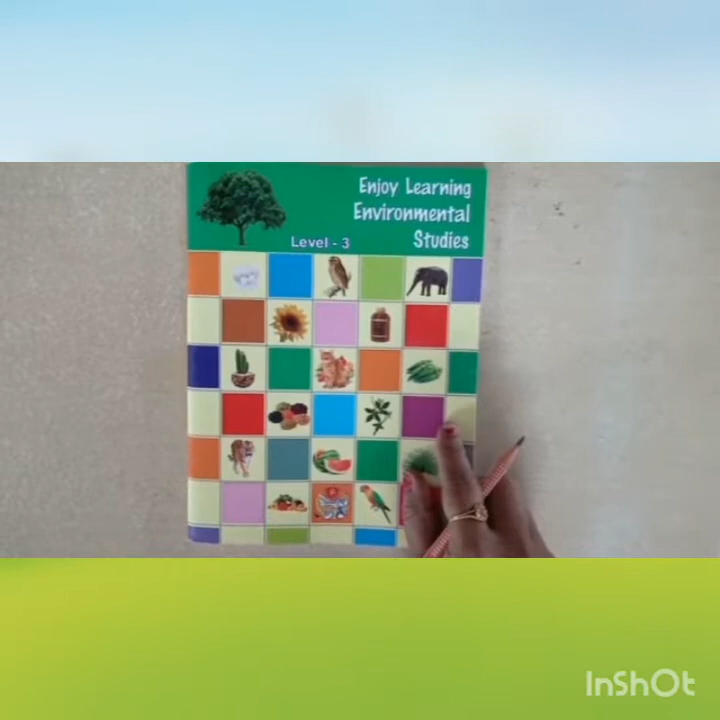 Enjoy Learning
Environmental
Studies
Level - 3
InShOt